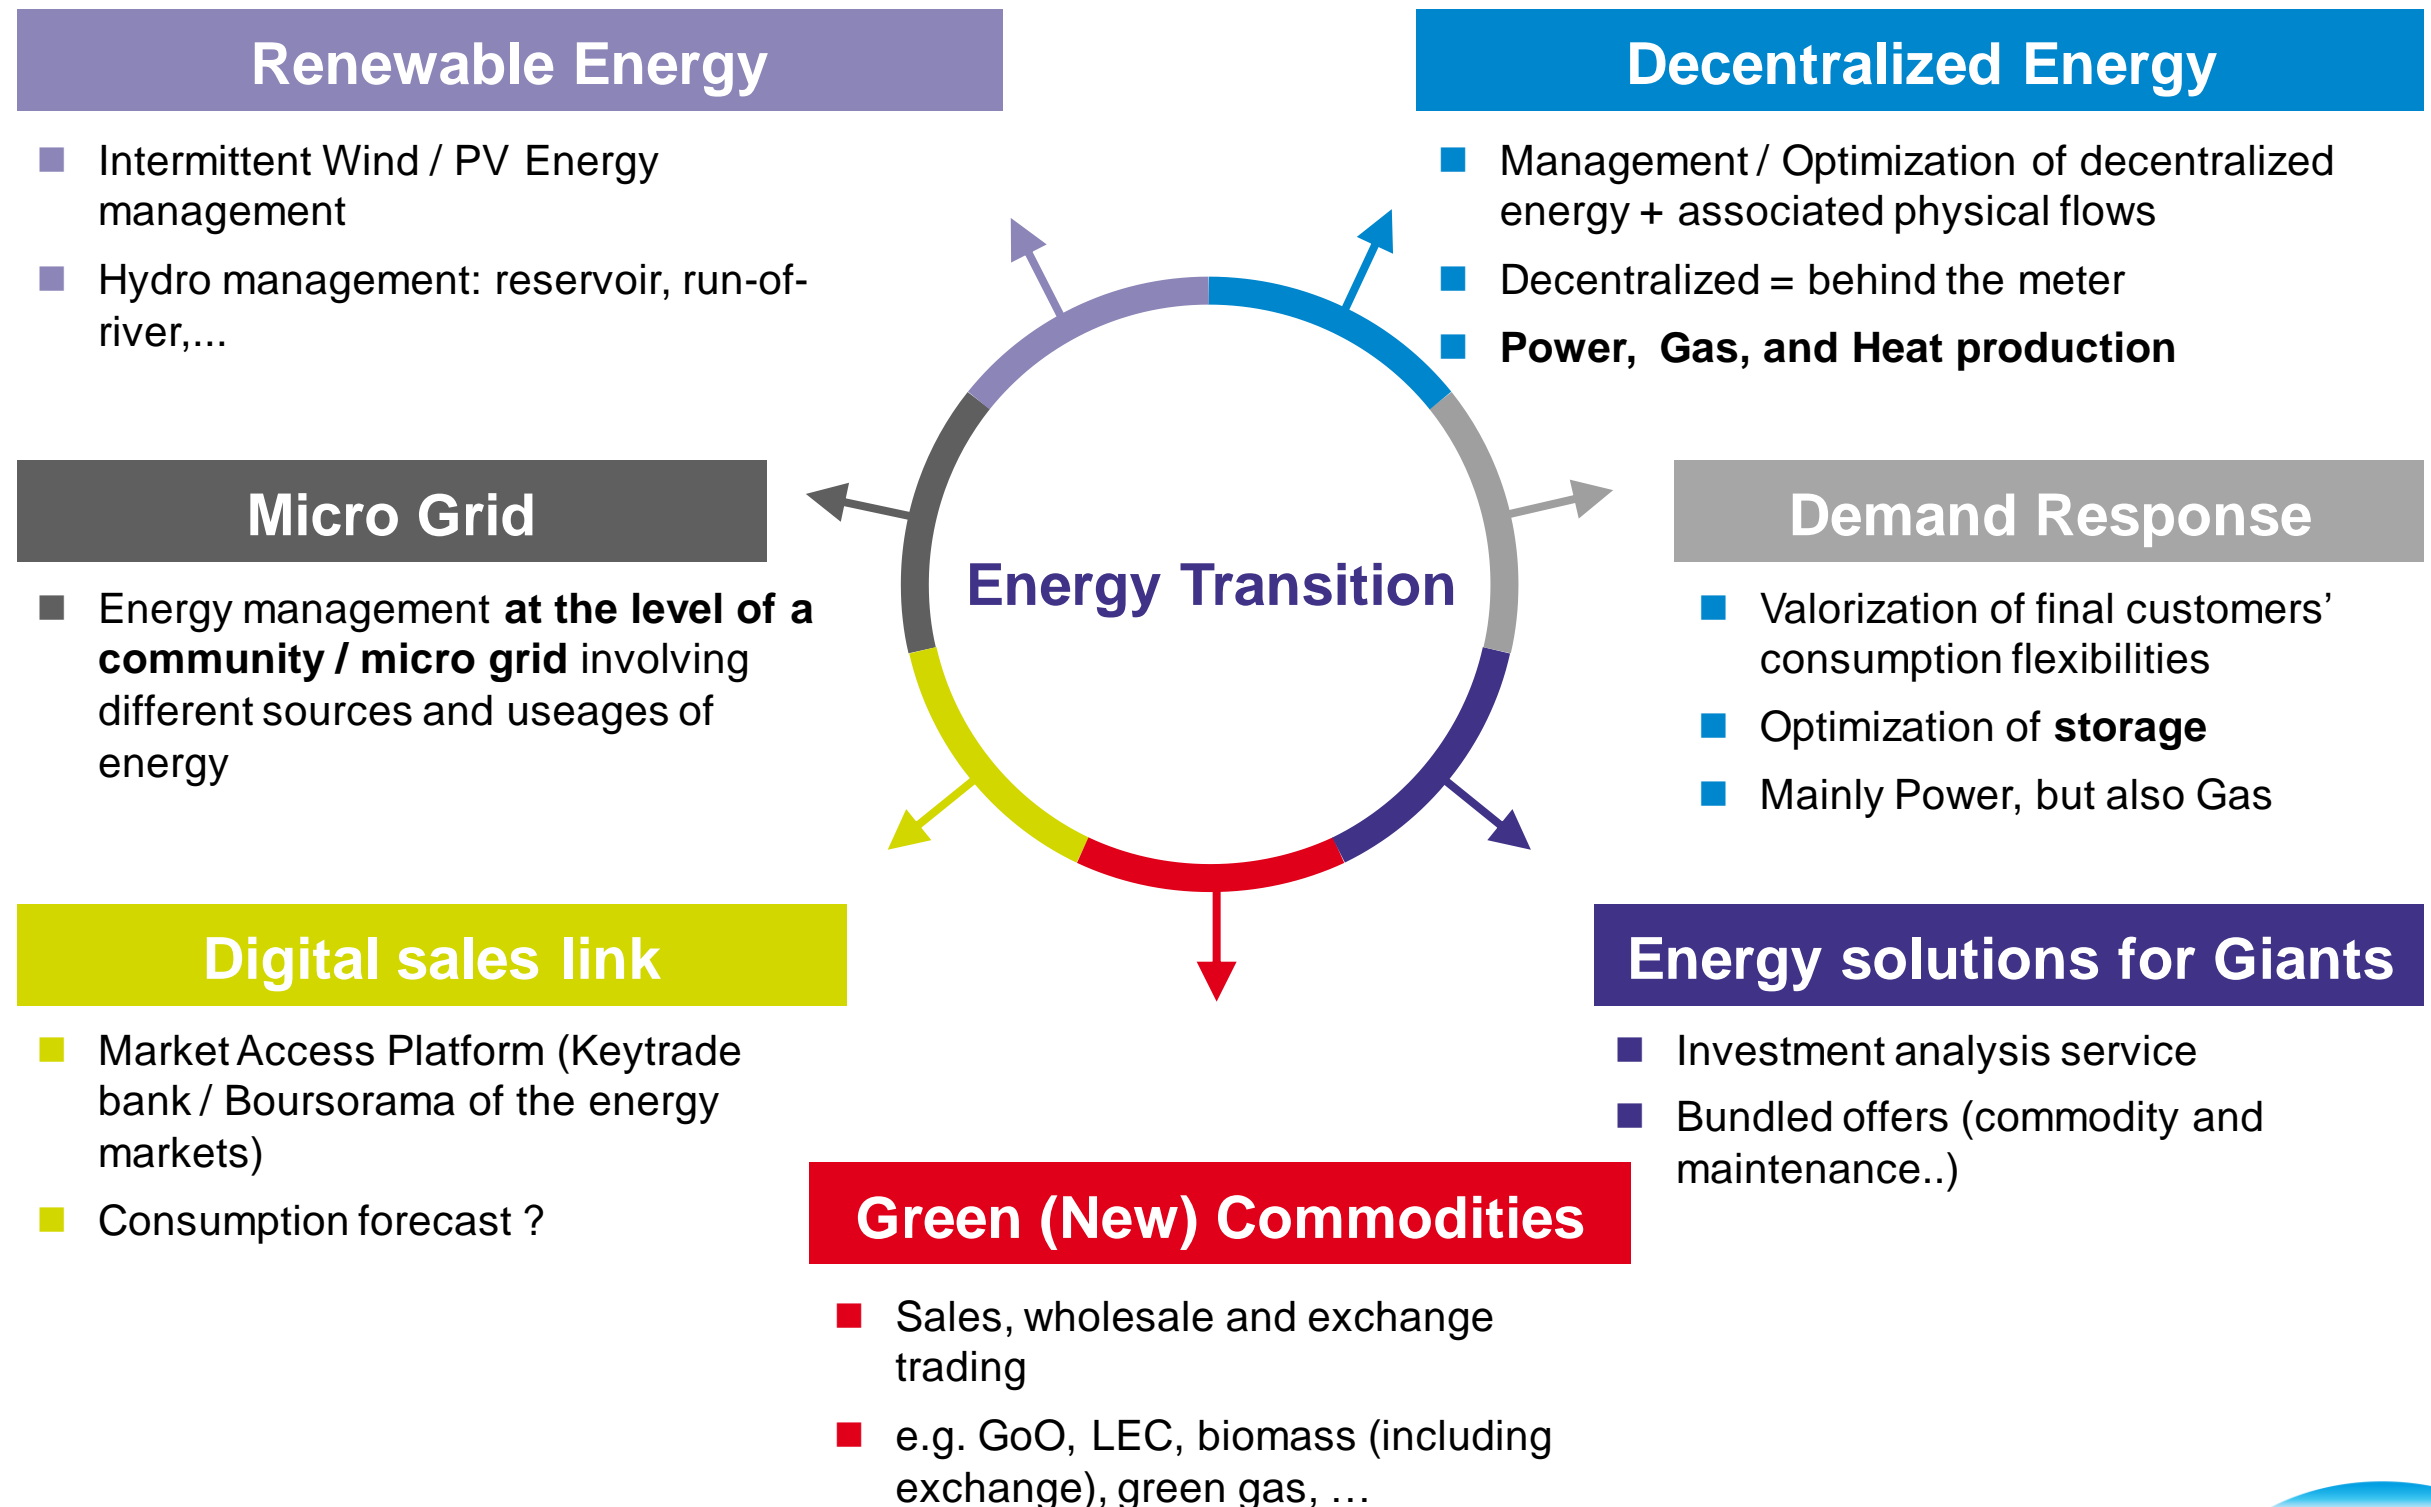 Renewable Energy
Intermittent Wind / PV Energy
management
Hydro management: reservoir, run-of-
river,...
Decentralized Energy
Management / Optimization of decentralized
energy + associated physical flows
Decentralized = behind the meter
Power, Gas, and Heat production
Micro Grid
Energy management at the level of a
community / micro grid involving
different sources and useages of
energy
Energy Transition
Demand Response
Valorization of final customers’
consumption flexibilities
Optimization of storage
Mainly Power, but also Gas
Digital sales link
Market Access Platform (Keytrade
bank / Boursorama of the energy
markets)
Consumption forecast ?
Energy solutions for Giants
Investment analysis service
Bundled offers (commodity and
maintenance..)
Green (New) Commodities
Sales, wholesale and exchange
trading
e.g. GoO, LEC, biomass (including
exchange), green gas, …